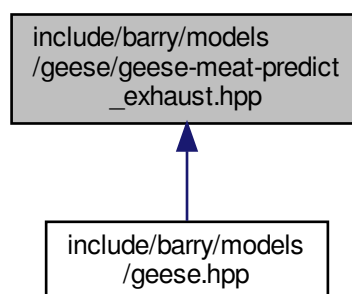 include/barry/models
/geese/geese-meat-predict
_exhaust.hpp
include/barry/models
/geese.hpp